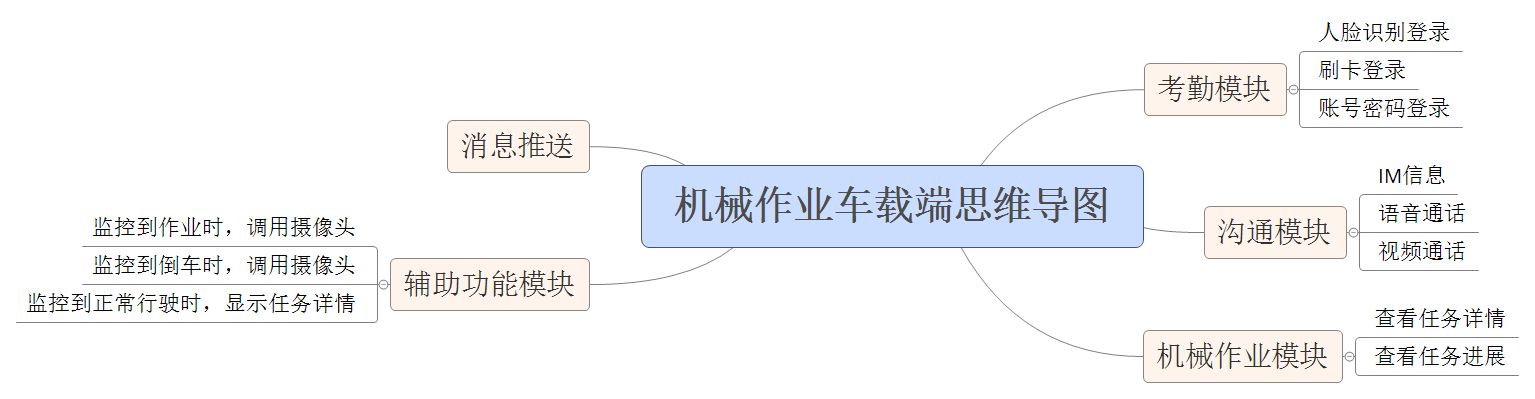 机械作业车载端思维导图
考勤模块
人脸识别登录
刷卡登录
账号密码登录
沟通模块
IM信息
语音通话
视频通话
机械作业模块
查看任务详情
查看任务进展
消息推送
辅助功能模块
监控到作业时，调用摄像头
监控到倒车时，调用摄像头
监控到正常行驶时，显示任务详情